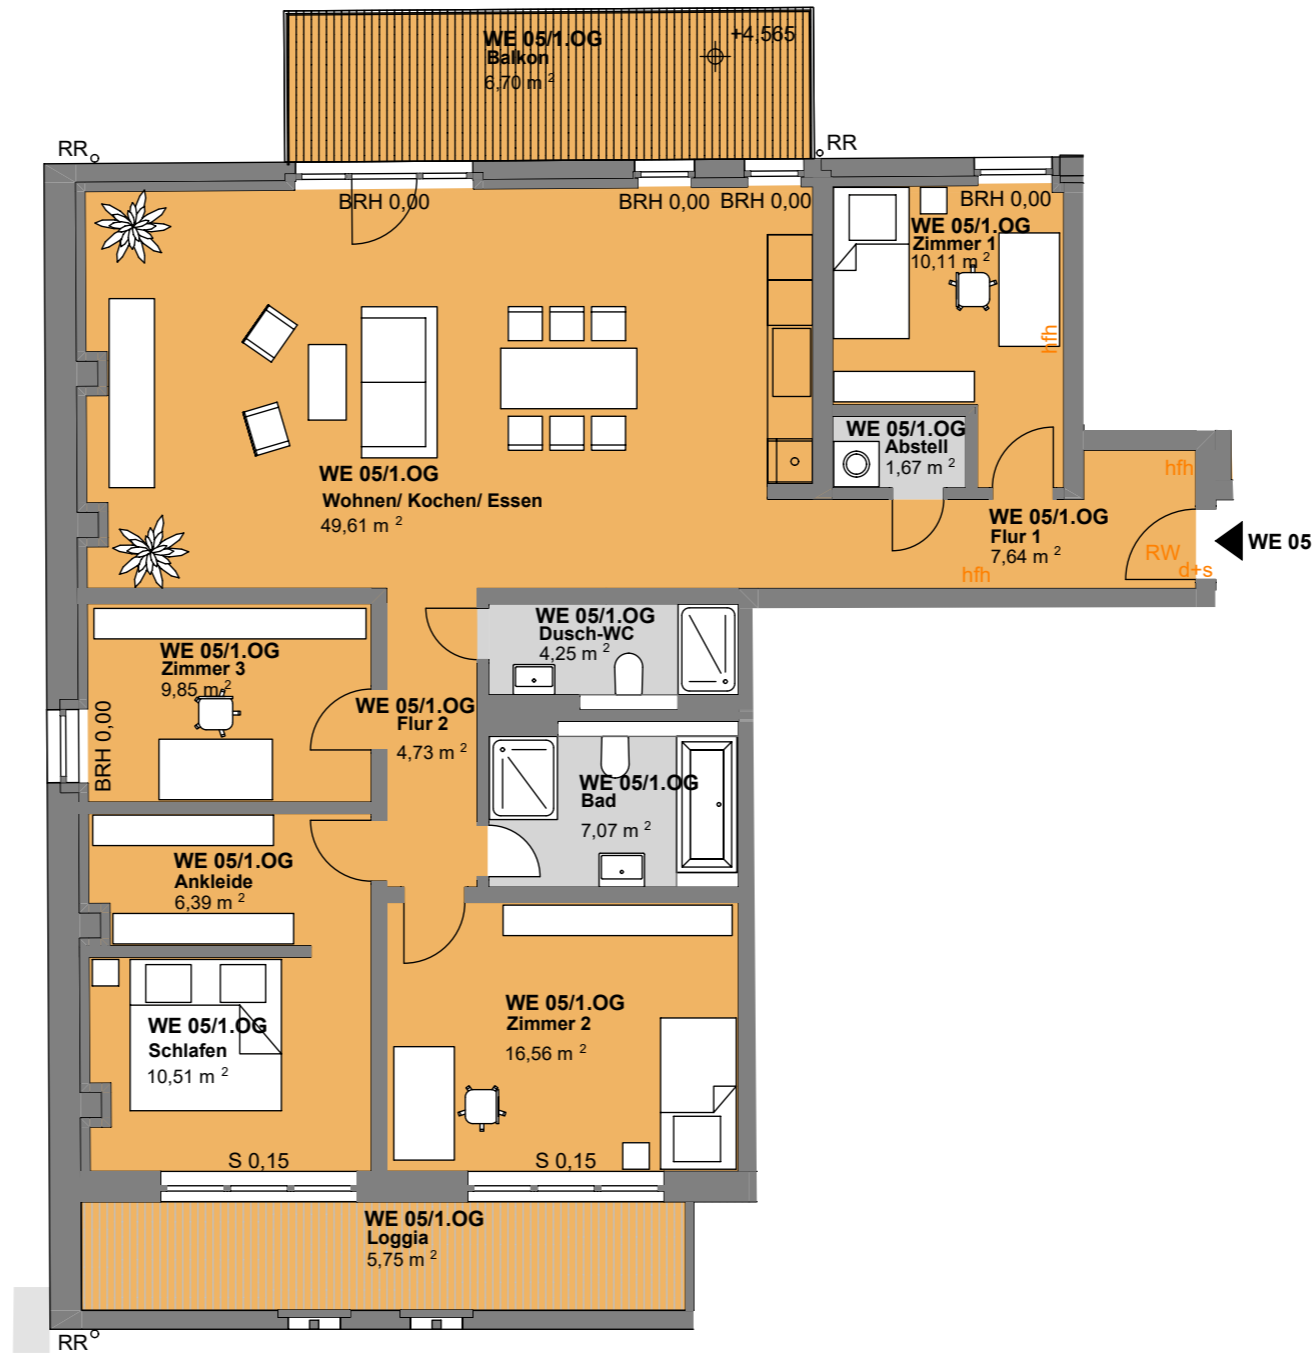 WE 05/1.OG
Balkon
6,70 m ²
+4,565
RR
RR
BRH 0,00
BRH 0,00
BRH 0,00
BRH 0,00
WE 05/1.OG
Zimmer 1
10,11 m ²
hfh
WE 05/1.OG
Abstell
1,67 m ²
WE 05/1.OG
Wohnen/ Kochen/ Essen
49,61 m ²
hfh
WE 05/1.OG
Flur 1
7,64 m ²
RW
d+s
hfh
WE 05
WE 05/1.OG
Dusch-WC
4,25 m ²
WE 05/1.OG
Zimmer 3
9,85 m ²
BRH 0,00
WE 05/1.OG
Flur 2
4,73 m ²
WE 05/1.OG
Bad
7,07 m ²
WE 05/1.OG
Ankleide
6,39 m ²
WE 05/1.OG
Schlafen
10,51 m ²
WE 05/1.OG
Zimmer 2
16,56 m ²
S 0,15
S 0,15
WE 05/1.OG
Loggia
5,75 m ²
RR